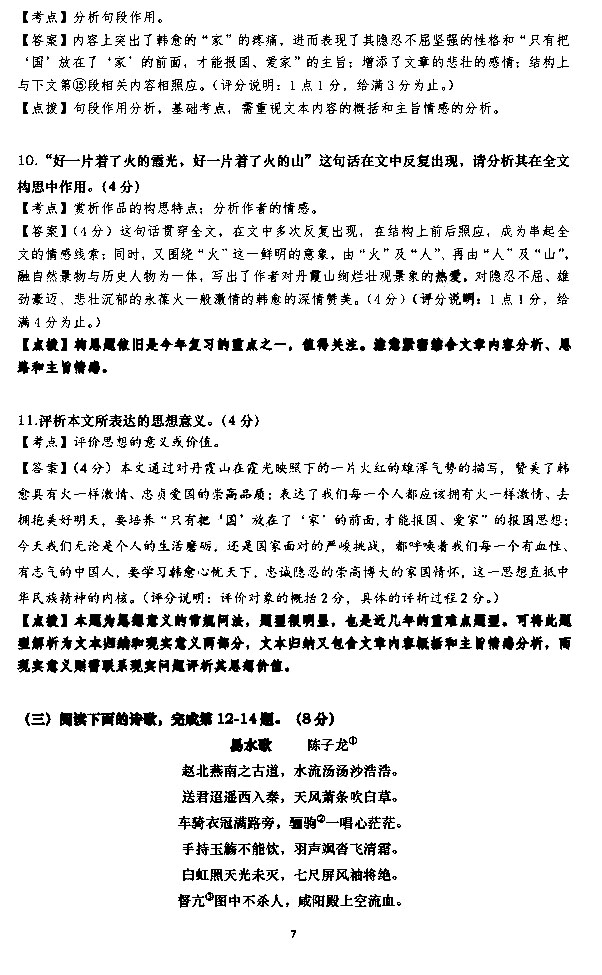 【考点】分析句段作用。
【答案】内容上突出了韩愈的“家”的疼痛，进而表现了其隐忍不屈坚强的性格和“只有把
‘国’放在了‘家’的前面，才能报国、爱家”的主旨；增添了文章的悲壮的感情；结构上
与下文第⑮段相关内容相照应。（评分说明：1点1分，给满3分为止。）
【点拨】句段作用分析，基础考点，需重视文本内容的概括和主旨情感的分析。
10.“好一片着了火的霞光，好一片着了火的山”这句话在文中反复出现，请分析其在全文
构思中作用。（4分）
【考点】赏析作品的构思特点；分析作者的情感。
【答案】（4分）这句话贯穿全文，在文中多次反复出现，在结构上前后照应，成为串起全
文的情感线索；同时，又围绕“火”这一鲜明的意象，由“火”及“人”、再由“人”及“山”，
融自然景物与历史人物为一体，写出了作者对丹霞山绚烂壮观景象的热爱，对隐忍不屈、雄
劲豪迈、悲壮沉郁的永葆火一般激情的韩愈的深情赞美。（4分）（评分说明：1点1分，给
满4分为止。）
【点拨】构思题依旧是今年复习的重点之一，值得关注。注意紧密结合文章内容分析、思
路和主旨情感。
11.评析本文所表达的思想意义。（4分）
【考点】评价思想的意义或价值。
【答案】（4分）本文通过对丹霞山在霞光映照下的一片火红的雄浑气势的描写，赞美了韩
愈具有火一样激情、忠贞爱国的崇高品质；表达了我们每一个人都应该拥有火一样激情、去
拥抱美好明天，要培养“只有把‘国’放在了‘家’的前面，才能报国、爱家”的报国思想；
今天我们无论是个人的生活磨砺，还是国家面对的严峻挑战，都呼唤着我们每一个有血性、
有志气的中国人，要学习韩愈心忧天下，忠诚隐忍的崇高博大的家国情怀，这一思想直抵中
华民族精神的内核。（评分说明：评价对象的概括2分，具体的评析过程2分。）
【点拨】本题为思想意义的常规问法，题型很明显，也是近几年的重难点题型。可将此题
型解析为文本归纳和现实意义两部分，文本归纳又包含文章内容概括和主旨情感分析，而
现实意义则需联系现实问题评析其思想价值。
（三）阅读下面的诗歌，完成第12-14题。（8分）
易水歌 陈子龙①
赵北燕南之古道，水流汤汤沙浩浩。
送君迢遥西入秦，天风萧条吹白草。
车骑衣冠满路旁，骊驹②一唱心茫茫。
手持玉觞不能饮，羽声飒沓飞清霜。
白虹照天光未灭，七尺屏风袖将绝。
督亢③图中不杀人，咸阳殿上空流血。
7